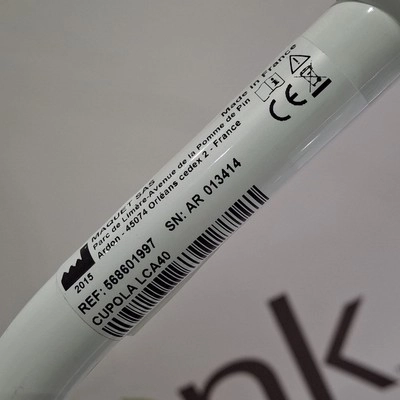 Made in France
MAQUET SAS
Parc de Limère-Avenue de la Pomme de Pin
Ardon - 45074 Orléans cedex 2 - France
CE
2015
REF: 568601997
SN: AR 013414
CUPOLA LCA40
nk.